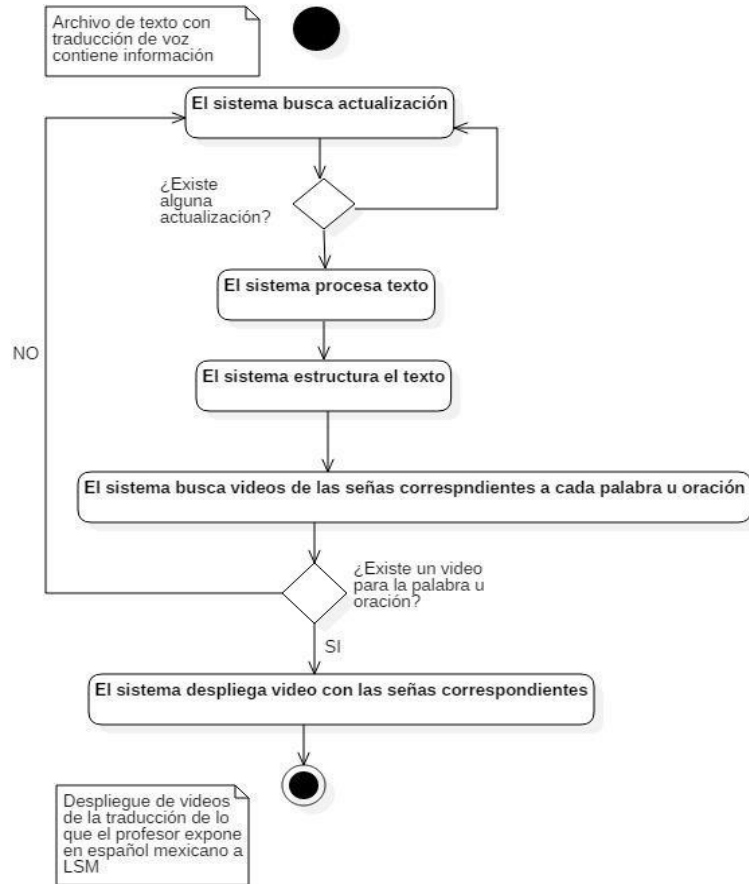 Archivo de texto con
traducción de voz
contiene información
El sistema busca actualización
¿Existe
alguna
actualización?
El sistema procesa texto
NO
El sistema estructura el texto
El sistema busca videos de las señas correspndientes a cada palabra u oración
¿Existe un video
para la palabra u
oración?
SI
El sistema despliega video con las señas correspondientes
Despliegue de videos
de la traducción de lo
que el profesor expone
en español mexicano a
LSM